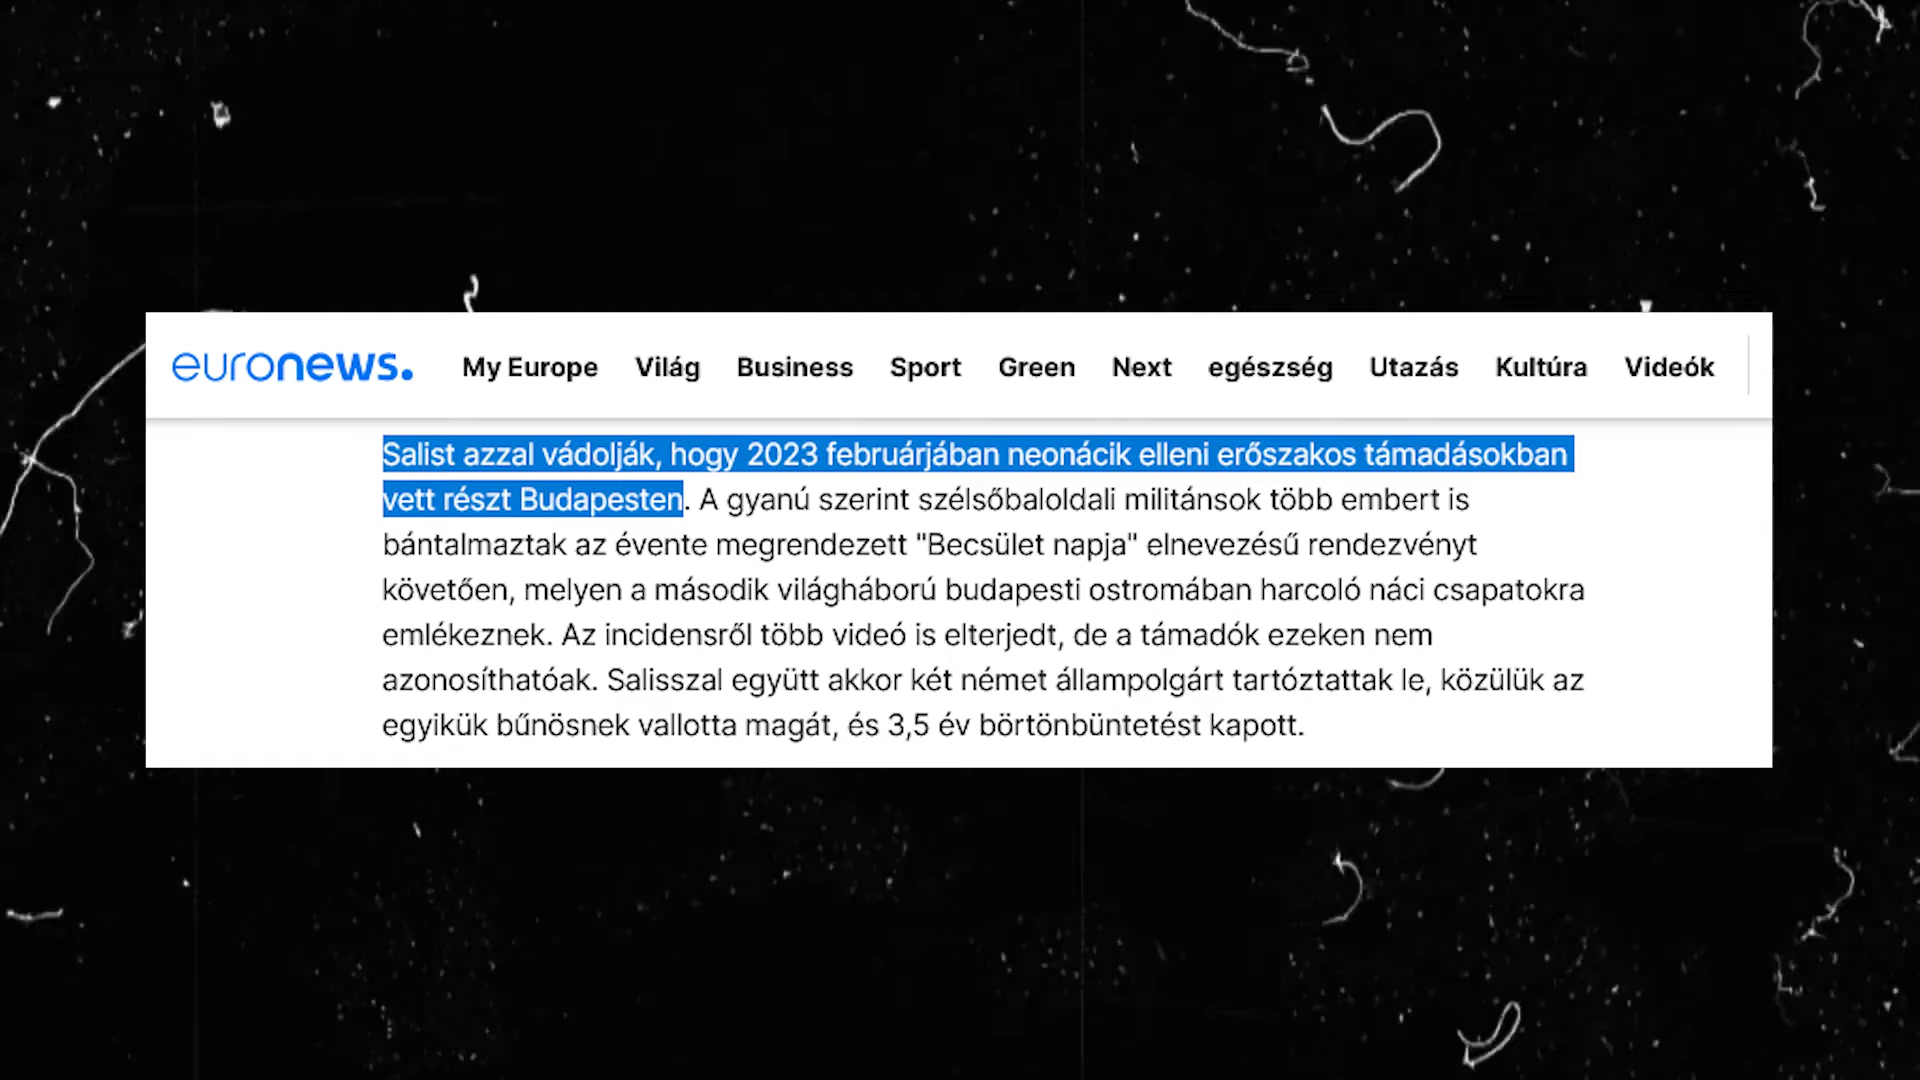 euronews. My Europe Világ Business Sport Green Next egészség Utazás Kultúra Videók
Salist azzal vádolják, hogy 2023 februárjában neonácik elleni erőszakos támadásokban
vett részt Budapesten. A gyanú szerint szélsőbaloldali militánsok több embert is
bántalmaztak az évente megrendezett "Becsület napja" elnevezésű rendezvényt
követően, melyen a második világháború budapesti ostromában harcoló náci csapatokra
emlékeznek. Az incidensről több videó is elterjedt, de a támadók ezeken nem
azonosíthatóak. Salisszal együtt akkor két német állampolgárt tartóztattak le, közülük az
egyikük bűnösnek vallotta magát, és 3,5 év börtönbüntetést kapott.